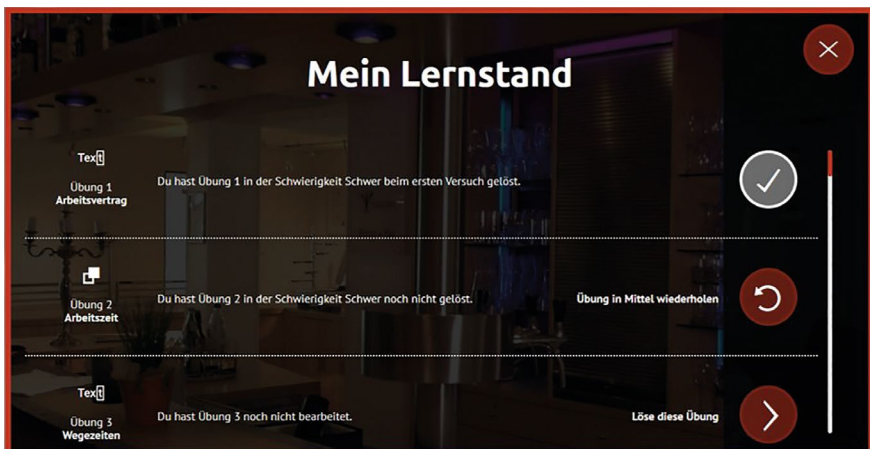 Mein Lernstand
Text
Übung 1
Arbeitsvertrag
Du hast Übung 1 in der Schwierigkeit Schwer beim ersten Versuch gelöst.
Übung 2
Arbeitszeit
Du hast Übung 2 in der Schwierigkeit Schwer noch nicht gelöst.
Übung in Mittel wiederholen
Text
Übung 3
Wegezeiten
Du hast Übung 3 noch nicht bearbeitet.
Löse diese Übung